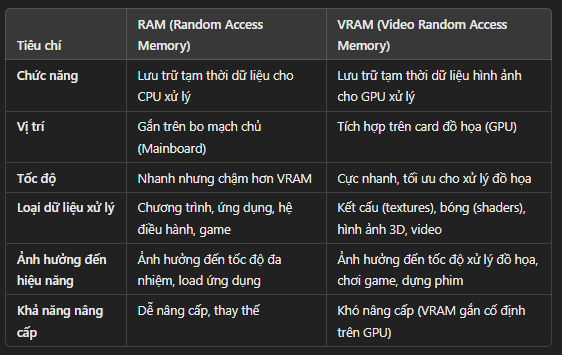 Tiêu chí
RAM (Random Access
Memory)
VRAM (Video Random Access
Memory)
Chức năng
Lưu trữ tạm thời dữ liệu cho
CPU xử lý
Lưu trữ tạm thời dữ liệu hình ảnh
cho GPU xử lý
Vị trí
Gắn trên bo mạch chủ
(Mainboard)
Tích hợp trên card đồ họa (GPU)
Tốc độ
Nhanh nhưng chậm hơn VRAM
Cực nhanh, tối ưu cho xử lý đồ họa
Loại dữ liệu xử lý
Chương trình, ứng dụng, hệ
điều hành, game
Kết cấu (textures), bóng (shaders),
hình ảnh 3D, video
Ảnh hưởng đến
hiệu năng
Ảnh hưởng đến tốc độ đa
nhiệm, load ứng dụng
Ảnh hưởng đến tốc độ xử lý đồ họa,
chơi game, dựng phim
Khả năng nâng
cấp
Dễ nâng cấp, thay thế
Khó nâng cấp (VRAM gắn cố định
trên GPU)